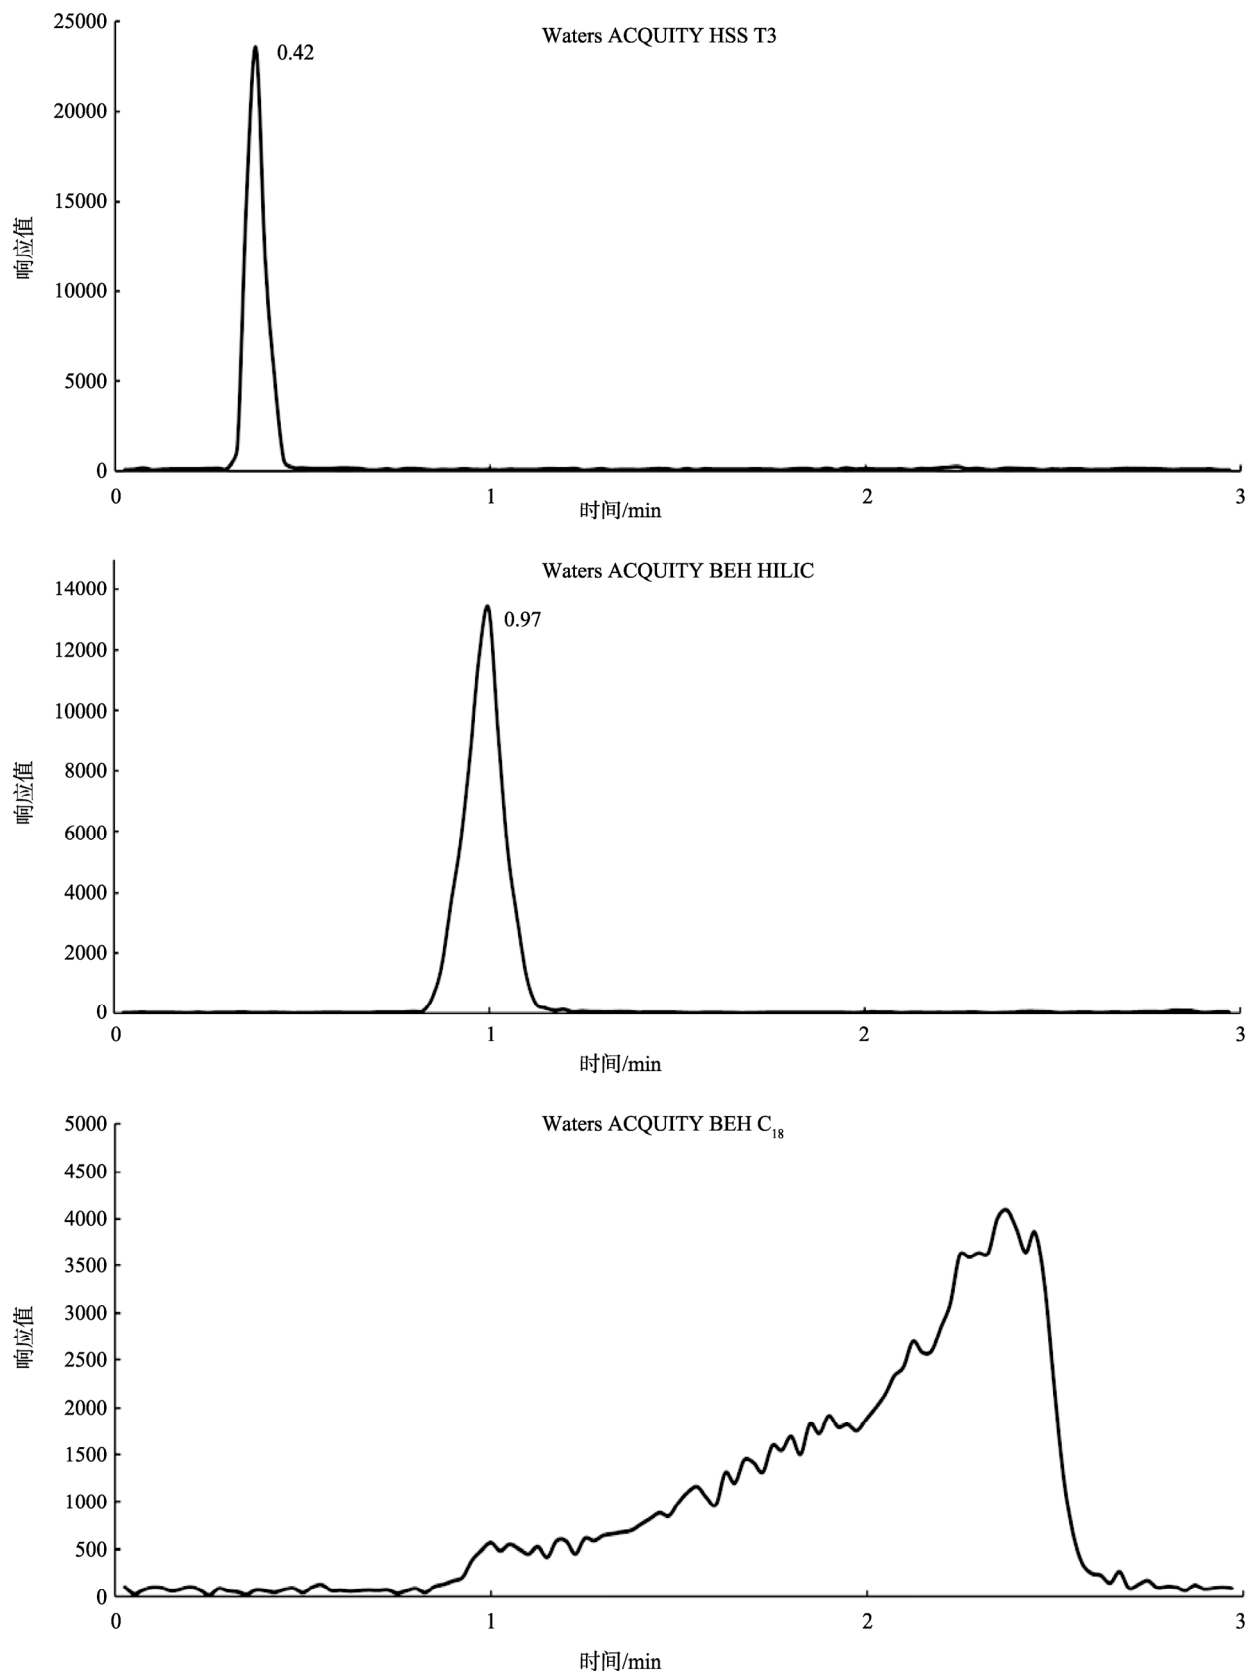 Waters ACQUITY HSS T3
0.42
25000
20000
15000
10000
5000
0
响应值
0 1 2 3
时间/min
Waters ACQUITY BEH HILIC
0.97
14000
12000
10000
8000
6000
4000
2000
0
响应值
0 1 2 3
时间/min
Waters ACQUITY BEH C18
5000
4500
4000
3500
3000
2500
2000
1500
1000
500
0
响应值
0 1 2 3
时间/min